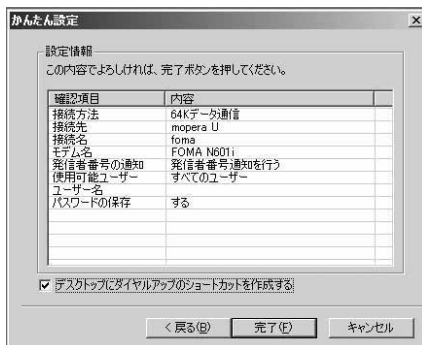 かんたん設定
設定情報
この内容でよろしければ、完了ボタンを押してください。
確認項目 内容
接続方法 64Kデータ通信
接続先 mopera U
接続名 foma
モデム名 FOMA N601i
発信者番号の通知 発信者番号通知を行う
使用可能ユーザー すべてのユーザー
ユーザー名
パスワードの保存 する
デスクトップにダイヤルアップのショートカットを作成する
< 戻る(B) 完了(F) キャンセル